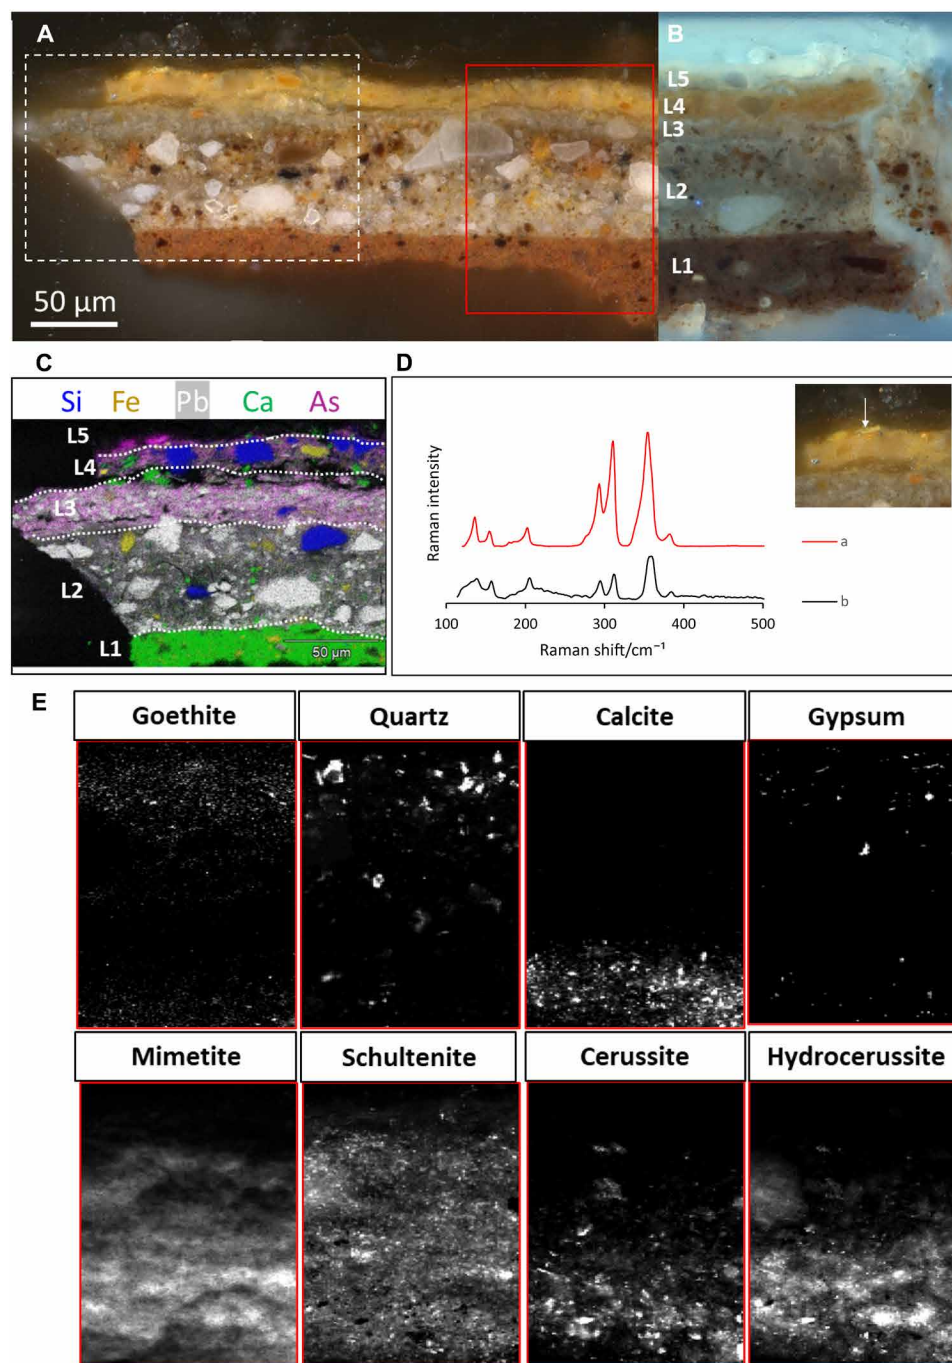 A
B
L5
L4
L3
L2
L1
50 µm
C
Si Fe Pb Ca As
L5
L4
L3
L2
L1
50 µm
D
Raman intensity
a
b
100 200 300 400 500
Raman shift/cm⁻¹
E
Goethite Quartz Calcite Gypsum
Mimetite Schultenite Cerussite Hydrocerussite